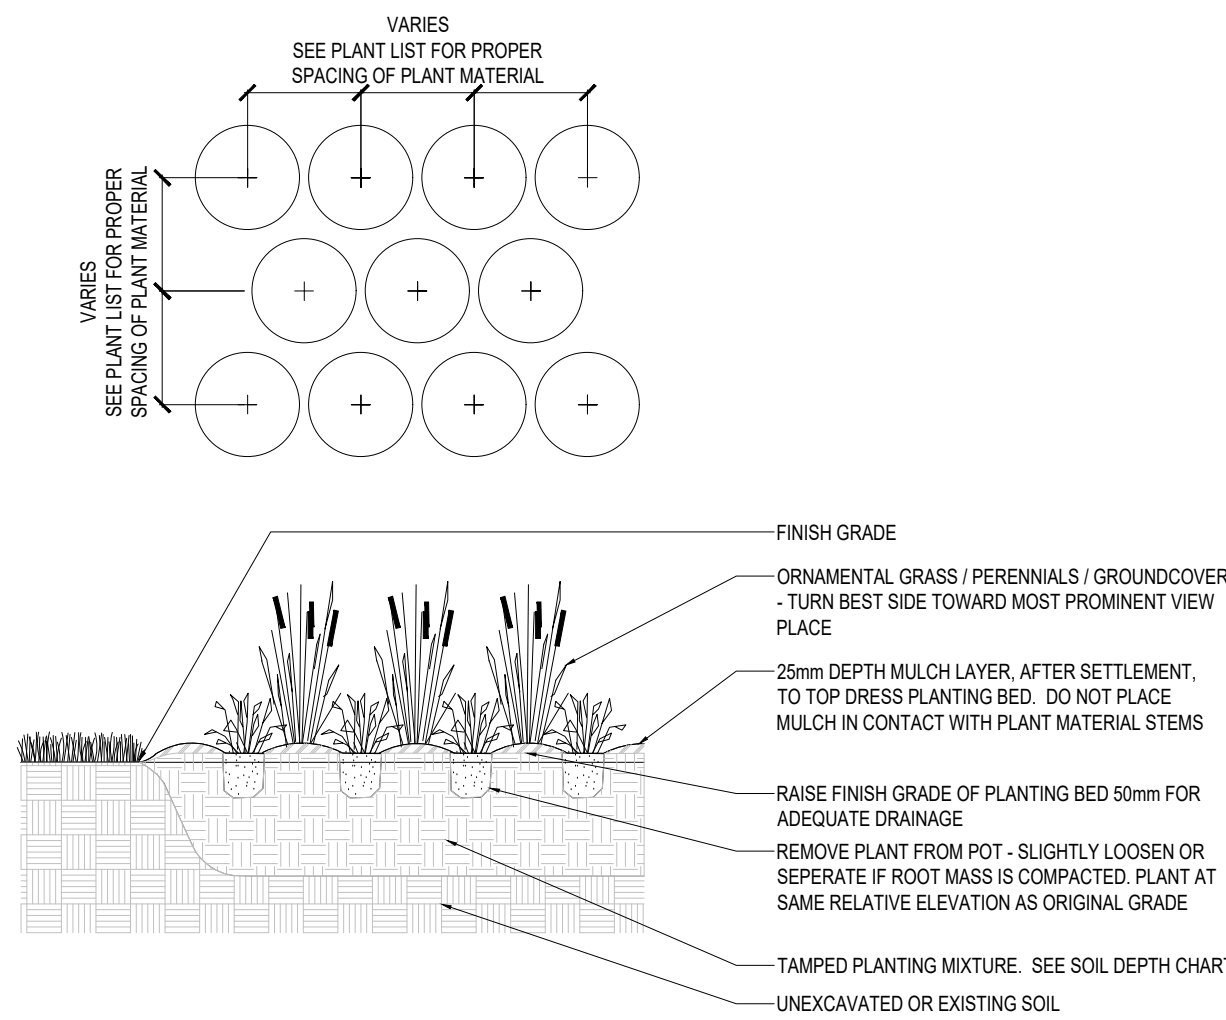 VARIES
SEE PLANT LIST FOR PROPER
SPACING OF PLANT MATERIAL
VARIES
SEE PLANT LIST FOR PROPER
SPACING OF PLANT MATERIAL
FINISH GRADE
ORNAMENTAL GRASS / PERENNIALS / GROUNDCOVER
- TURN BEST SIDE TOWARD MOST PROMINENT VIEW
PLACE
25mm DEPTH MULCH LAYER, AFTER SETTLEMENT,
TO TOP DRESS PLANTING BED. DO NOT PLACE
MULCH IN CONTACT WITH PLANT MATERIAL STEMS
RAISE FINISH GRADE OF PLANTING BED 50mm FOR
ADEQUATE DRAINAGE
REMOVE PLANT FROM POT - SLIGHTLY LOOSEN OR
SEPERATE IF ROOT MASS IS COMPACTED. PLANT AT
SAME RELATIVE ELEVATION AS ORIGINAL GRADE
TAMPED PLANTING MIXTURE. SEE SOIL DEPTH CHART
UNEXCAVATED OR EXISTING SOIL